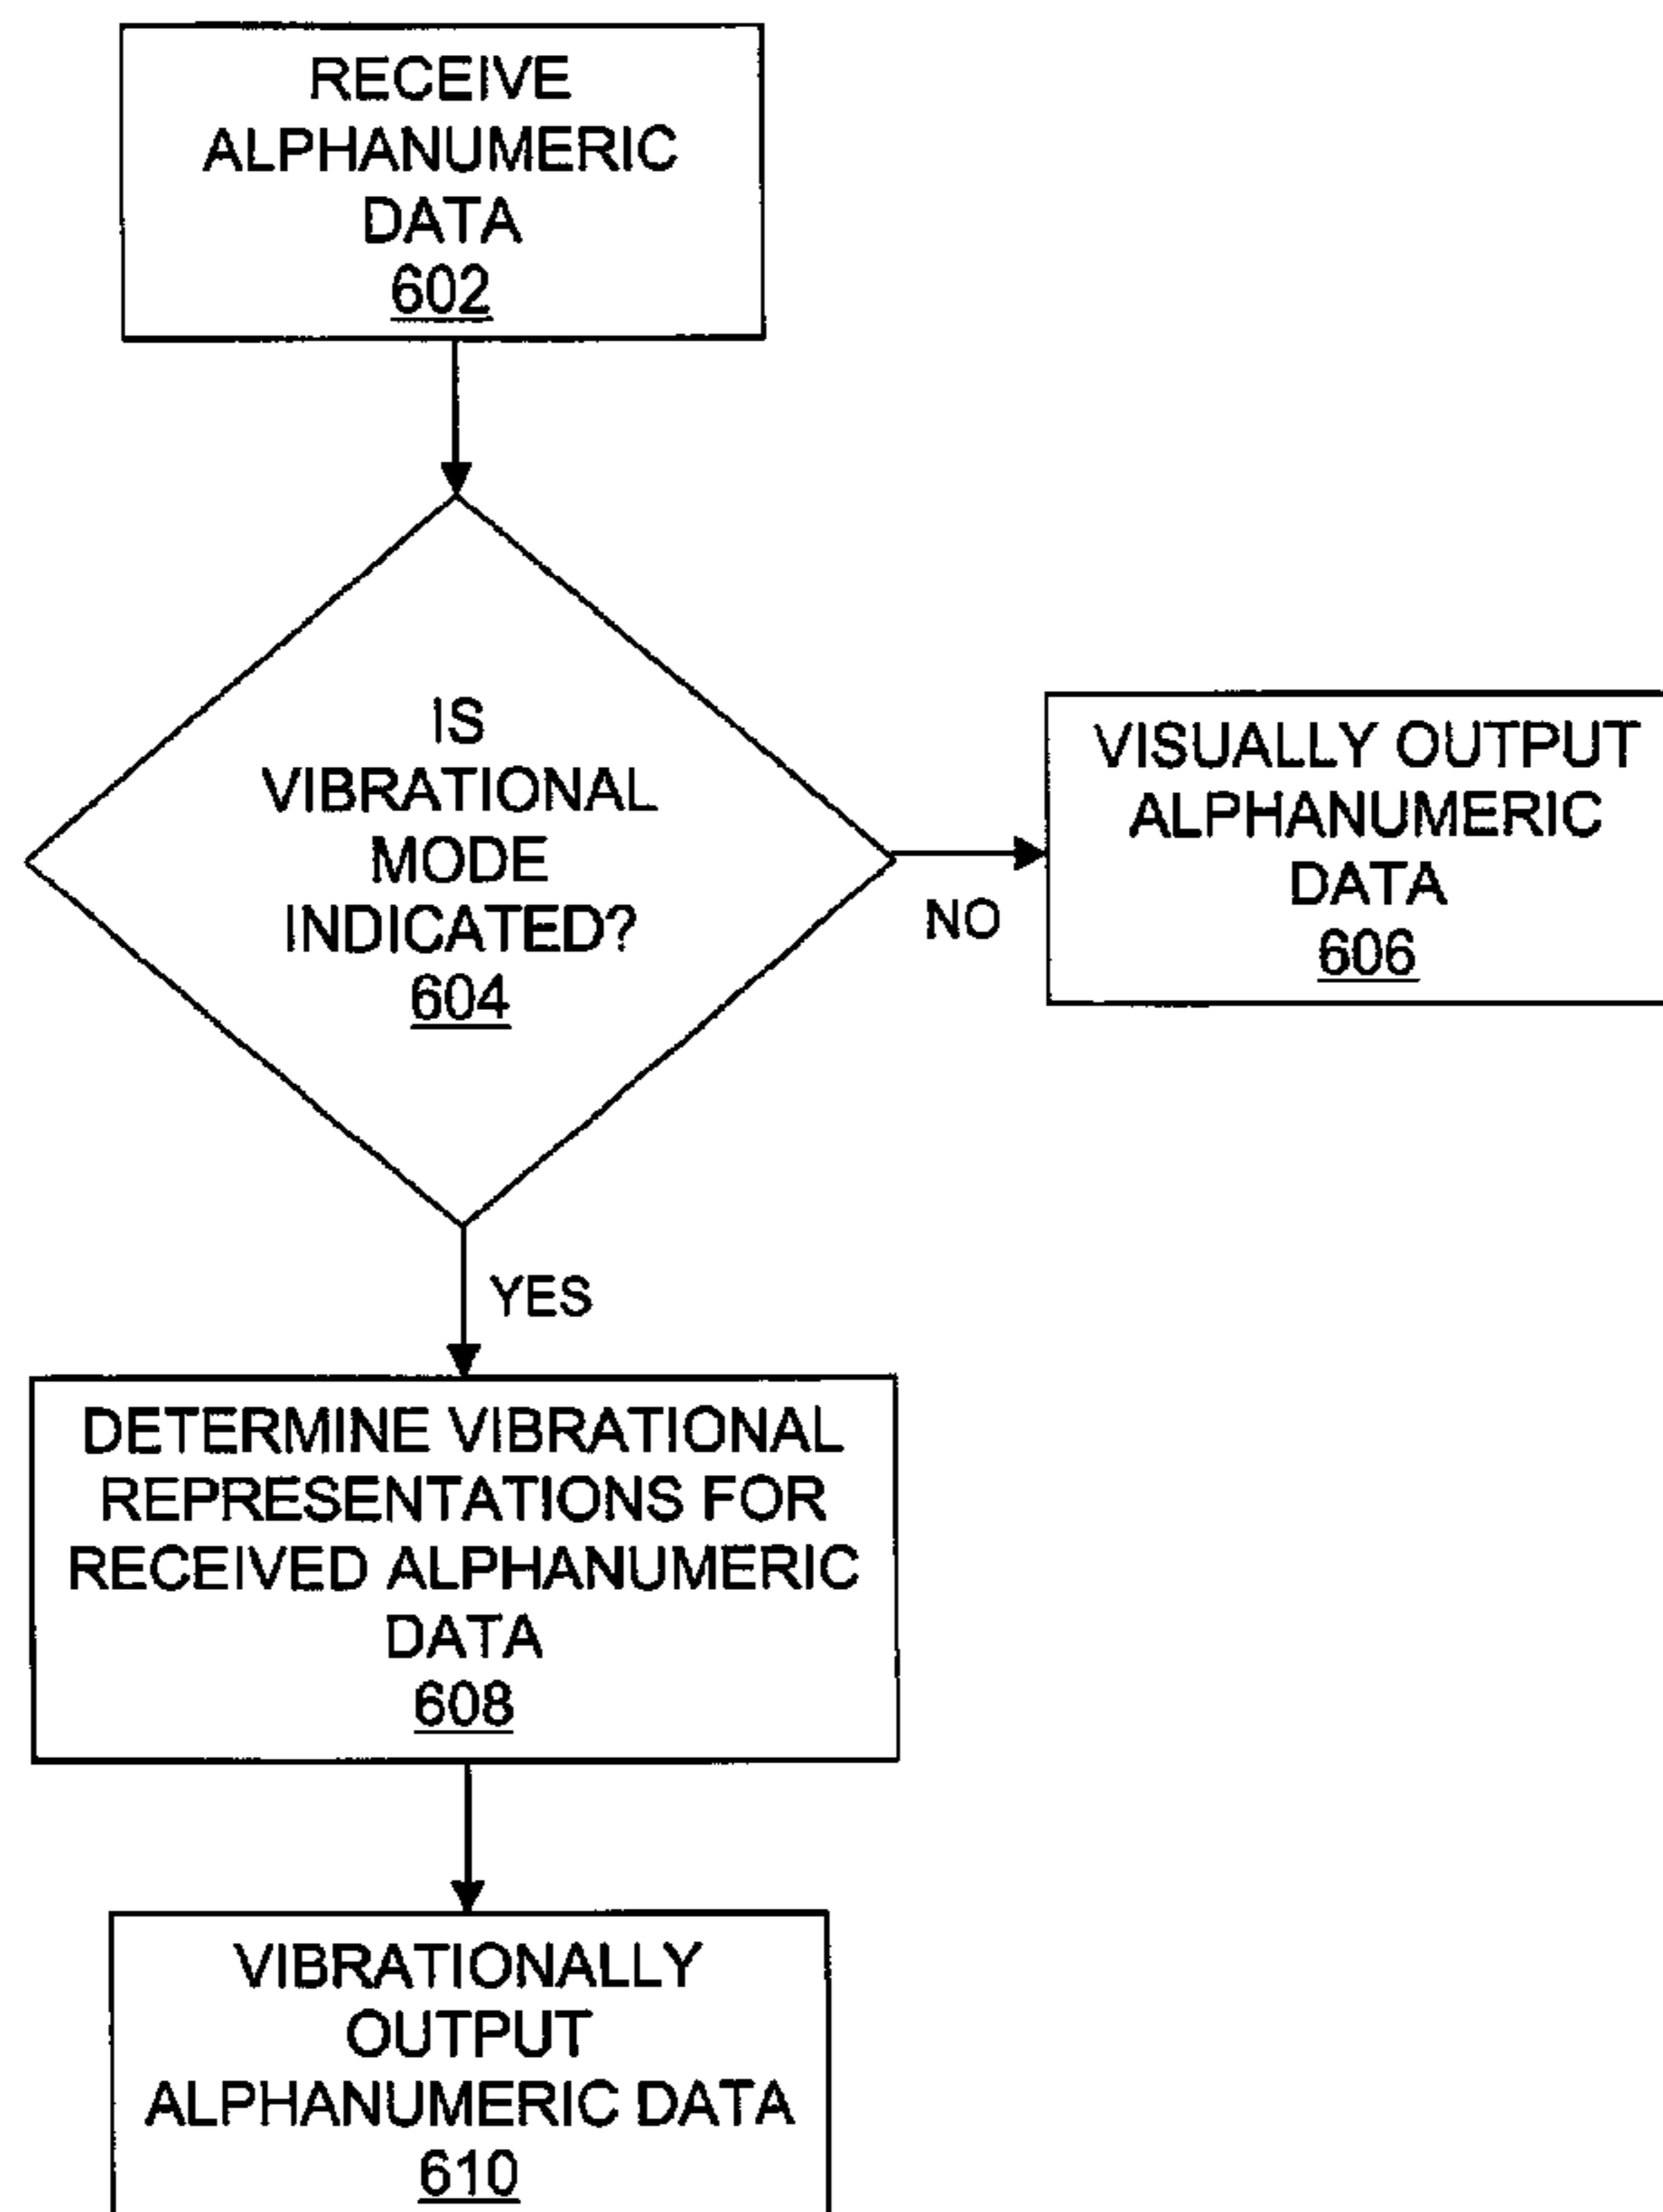 RECEIVE
ALPHANUMERIC
DATA
602
IS
VIBRATIONAL
MODE
INDICATED?
604
NO
VISUALLY OUTPUT
ALPHANUMERIC
DATA
606
YES
DETERMINE VIBRATIONAL
REPRESENTATIONS FOR
RECEIVED ALPHANUMERIC
DATA
608
VIBRATIONALLY
OUTPUT
ALPHANUMERIC DATA
610